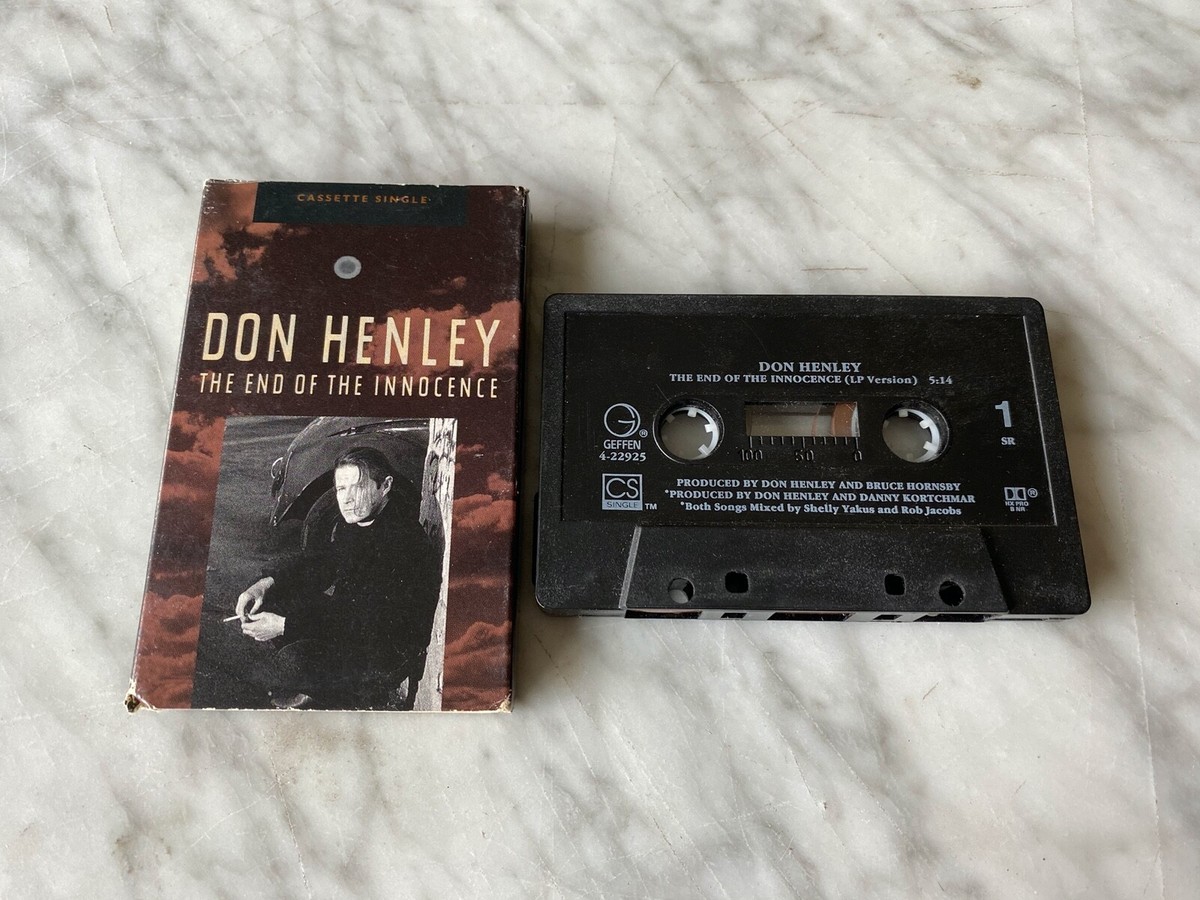 CASSETTE SINGLE
DON HENLEY
THE END OF THE INNOCENCE
DON HENLEY
THE END OF THE INNOCENCE (LP Version) 5:14
GEFFEN ®
4-22925
100 50 0
1
SR
CS
SINGLE ™
PRODUCED BY DON HENLEY AND BRUCE HORNSBY
*PRODUCED BY DON HENLEY AND DANNY KORTCHMAR
*Both Songs Mixed by Shelly Yakus and Rob Jacobs
®
HX PRO
B NR